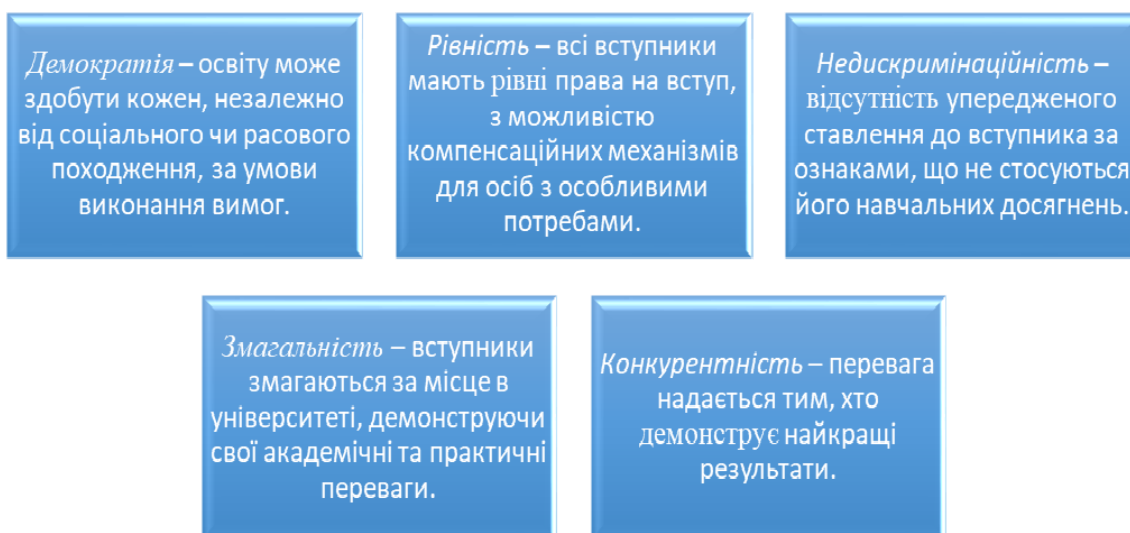 Демократія – освіту може
здобути кожен, незалежно
від соціального чи расового
походження, за умови
виконання вимог.
Рівність – всі вступники
мають рівні права на вступ,
з можливістю
компенсаційних механізмів
для осіб з особливими
потребами.
Недискримінаційність –
відсутність упередженого
ставлення до вступника за
ознаками, що не стосуються
його навчальних досягнень.
Змагальність – вступники
змагаються за місце в
університеті, демонструючи
свої академічні та практичні
переваги.
Конкурентність – перевага
надається тим, хто
демонструє найкращі
результати.